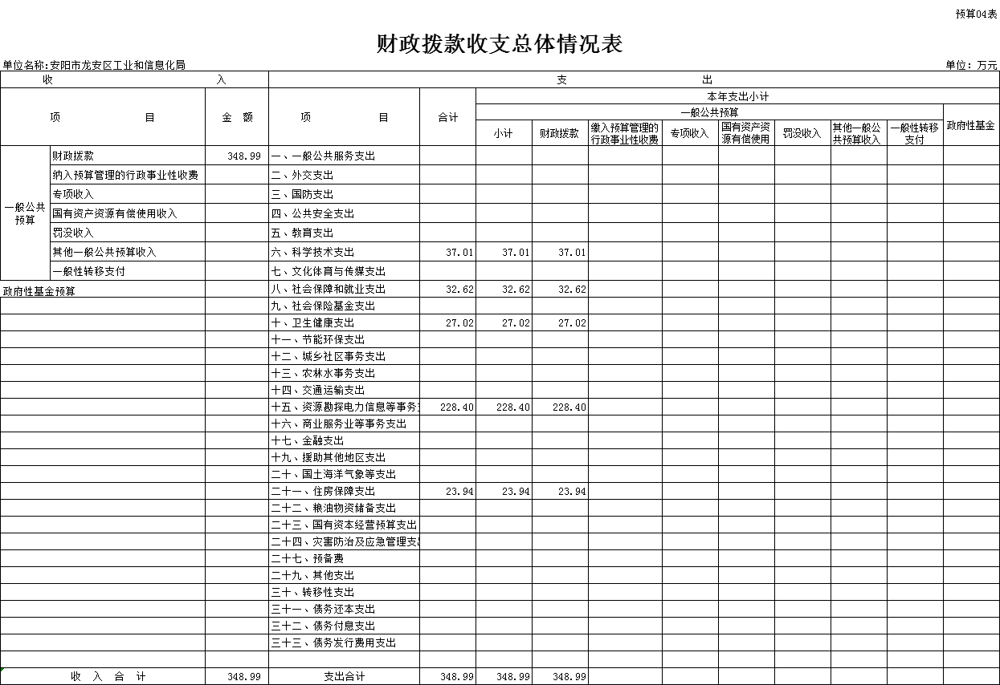 预算04表
财政拨款收支总体情况表
单位名称:安阳市龙安区工业和信息化局 单位：万元
收 入 支 出
项 目 金 额 项 目 合计 本年支出小计
一般公共预算 政府性基金
小计 财政拨款 缴入预算管理的行政事业性收费 专项收入 国有资产资源有偿使用 罚没收入 其他一般公共预算收入 一般性转移支付
一般公共预算
财政拨款 348.99 一、一般公共服务支出
纳入预算管理的行政事业性收费 二、外交支出
专项收入 三、国防支出
国有资产资源有偿使用收入 四、公共安全支出
罚没收入 五、教育支出
其他一般公共预算收入 六、科学技术支出 37.01 37.01 37.01
一般性转移支付 七、文化体育与传媒支出
政府性基金预算 八、社会保障和就业支出 32.62 32.62 32.62
九、社会保险基金支出
十、卫生健康支出 27.02 27.02 27.02
十一、节能环保支出
十二、城乡社区事务支出
十三、农林水事务支出
十四、交通运输支出
十五、资源勘探电力信息等事务 228.40 228.40 228.40
十六、商业服务业等事务支出
十七、金融支出
十九、援助其他地区支出
二十、国土海洋气象等支出
二十一、住房保障支出 23.94 23.94 23.94
二十二、粮油物资储备支出
二十三、国有资本经营预算支出
二十四、灾害防治及应急管理支出
二十七、预备费
二十九、其他支出
三十、转移性支出
三十一、债务还本支出
三十二、债务付息支出
三十三、债务发行费用支出
收 入 合 计 348.99 支出合计 348.99 348.99 348.99